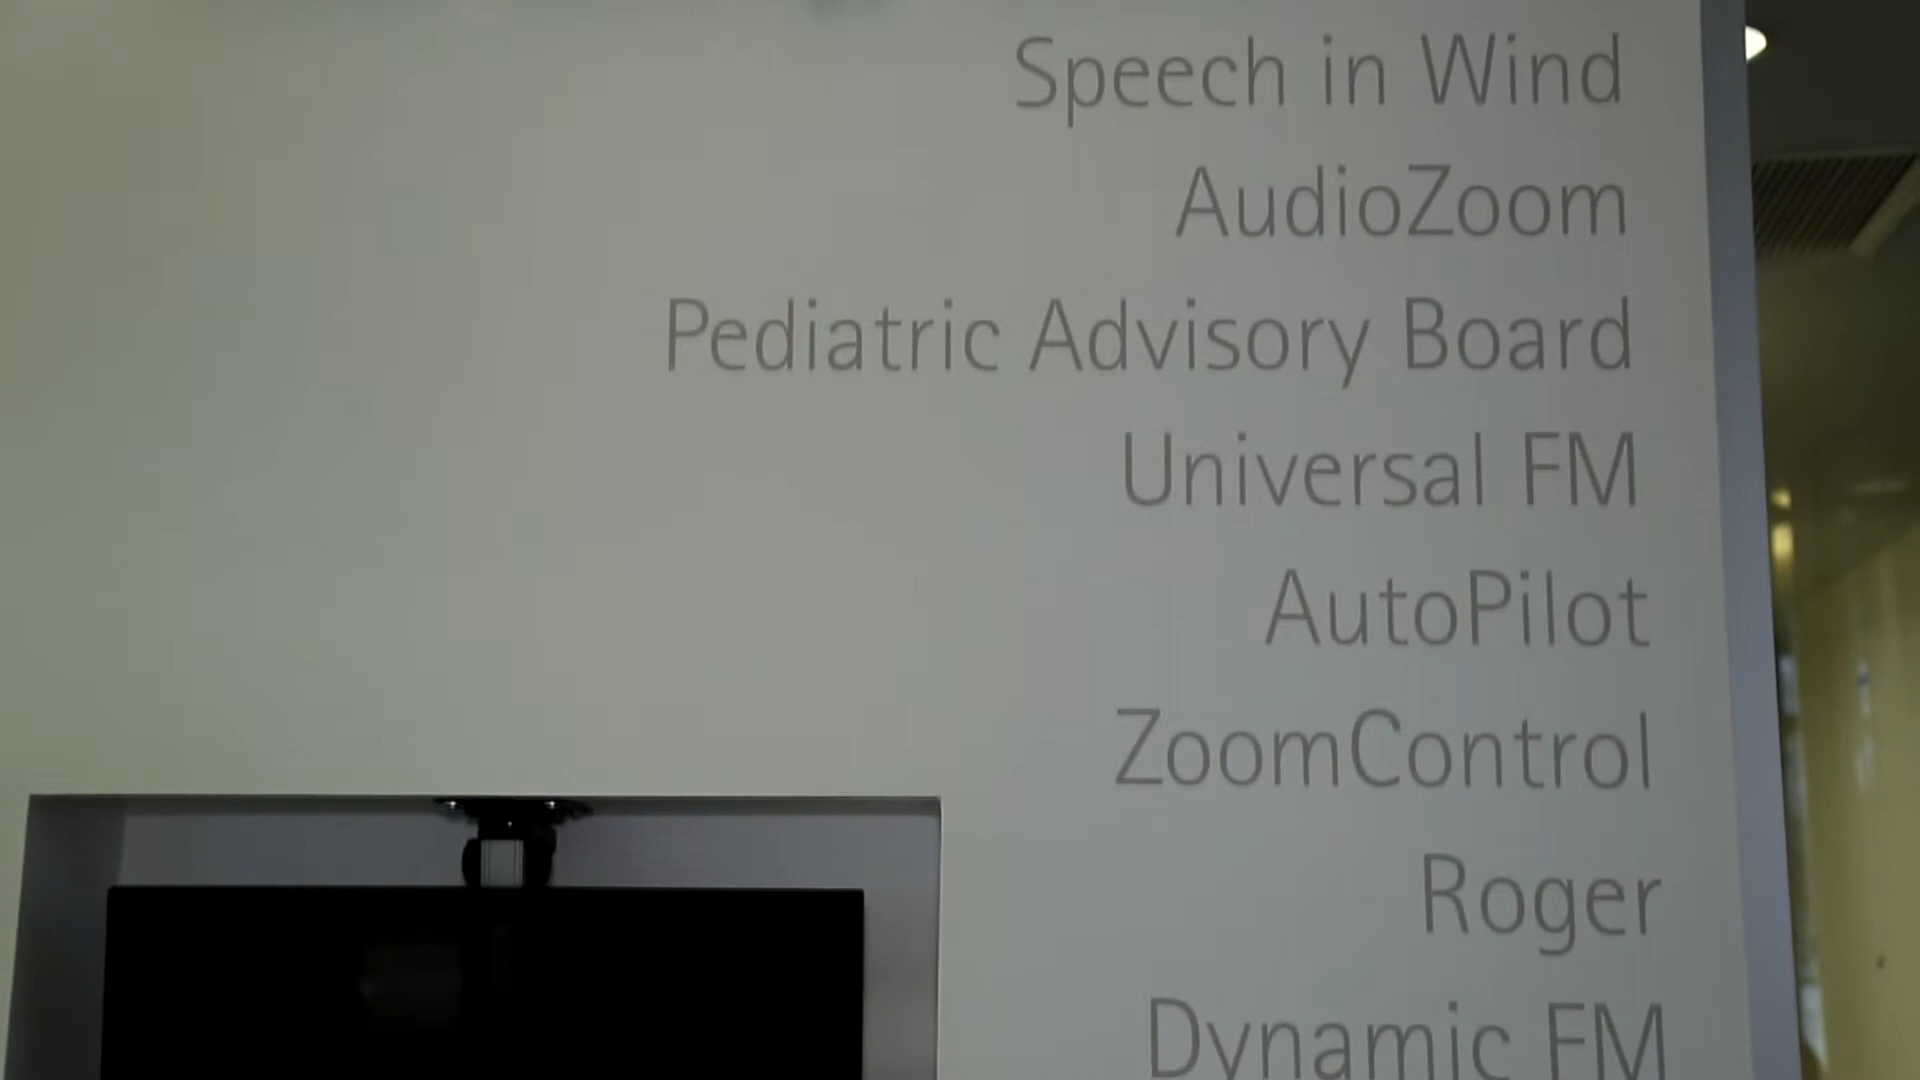 Speech in Wind
AudioZoom
Pediatric Advisory Board
Universal FM
AutoPilot
ZoomControl
Roger
Dynamic FM